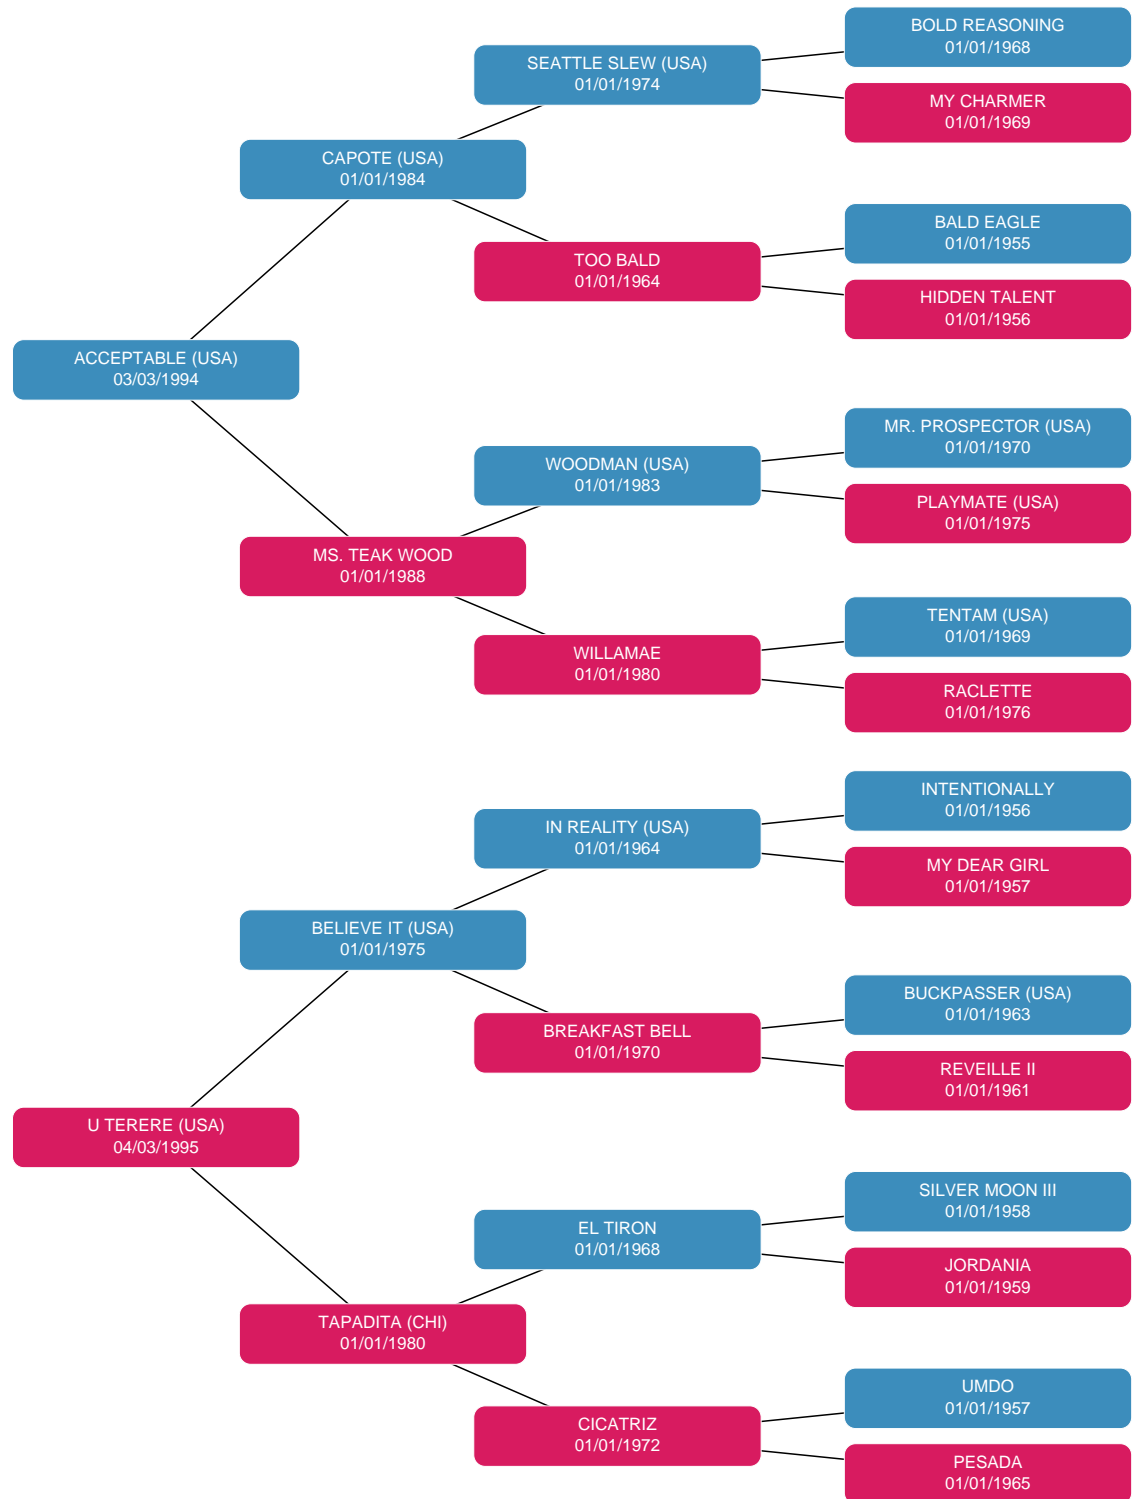 BOLD REASONING
01/01/1968
SEATTLE SLEW (USA)
01/01/1974
MY CHARMER
01/01/1969
CAPOTE (USA)
01/01/1984
BALD EAGLE
01/01/1955
TOO BALD
01/01/1964
HIDDEN TALENT
01/01/1956
ACCEPTABLE (USA)
03/03/1994
MR. PROSPECTOR (USA)
01/01/1970
WOODMAN (USA)
01/01/1983
PLAYMATE (USA)
01/01/1975
MS. TEAK WOOD
01/01/1988
TENTAM (USA)
01/01/1969
WILLAMAE
01/01/1980
RACLETTE
01/01/1976
INTENTIONALLY
01/01/1956
IN REALITY (USA)
01/01/1964
MY DEAR GIRL
01/01/1957
BELIEVE IT (USA)
01/01/1975
BUCKPASSER (USA)
01/01/1963
BREAKFAST BELL
01/01/1970
REVEILLE II
01/01/1961
U TERERE (USA)
04/03/1995
SILVER MOON III
01/01/1958
EL TIRON
01/01/1968
JORDANIA
01/01/1959
TAPADITA (CHI)
01/01/1980
UMDO
01/01/1957
CICATRIZ
01/01/1972
PESADA
01/01/1965